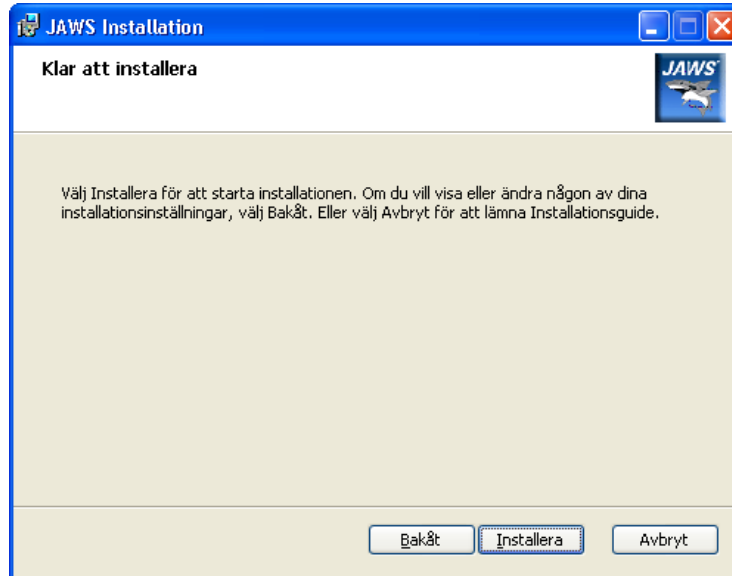 JAWS Installation
Klar att installera
JAWS
Välj Installera för att starta installationen. Om du vill visa eller ändra någon av dina
installationsinställningar, välj Bakåt. Eller välj Avbryt för att lämna Installationsguide.
Bakåt
Installera
Avbryt